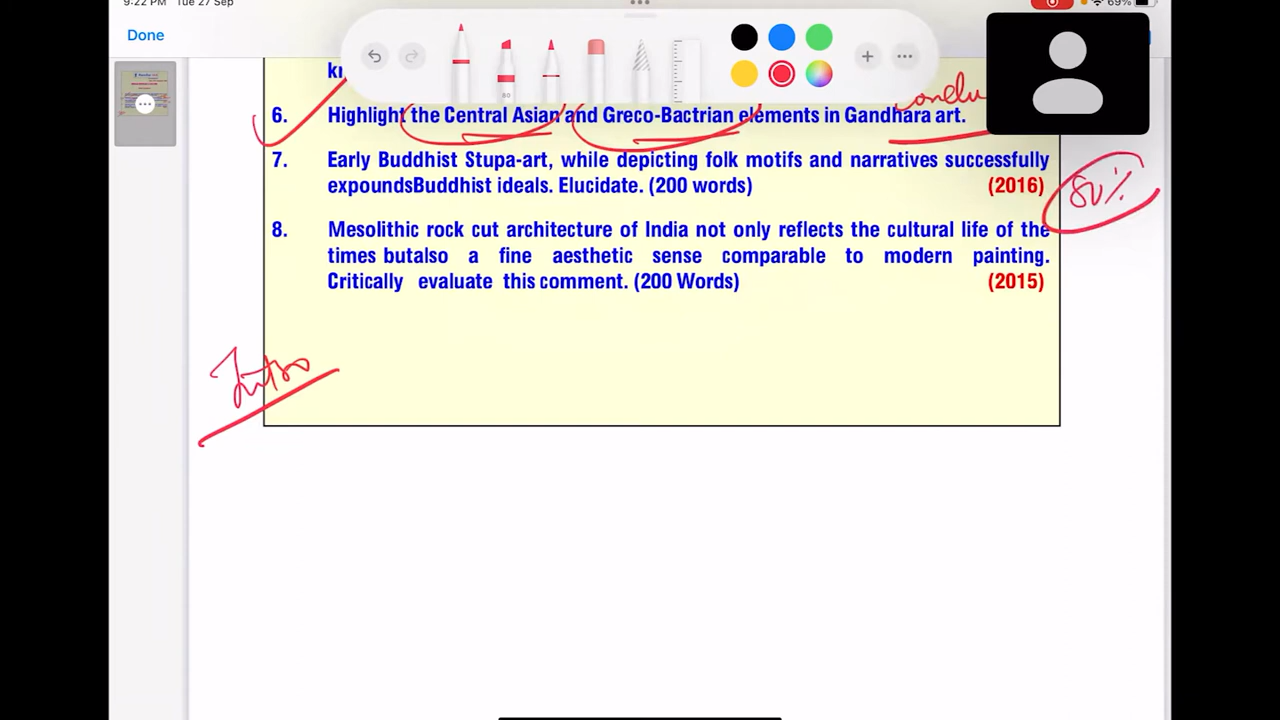 9:22 PM Tue 27 Sep
69%
Done
80
6. Highlight the Central Asian and Greco-Bactrian elements in Gandhara art.
7. Early Buddhist Stupa-art, while depicting folk motifs and narratives successfully
expoundsBuddhist ideals. Elucidate. (200 words) (2016)
80%
8. Mesolithic rock cut architecture of India not only reflects the cultural life of the
times butalso a fine aesthetic sense comparable to modern painting.
Critically evaluate this comment. (200 Words) (2015)
Intro